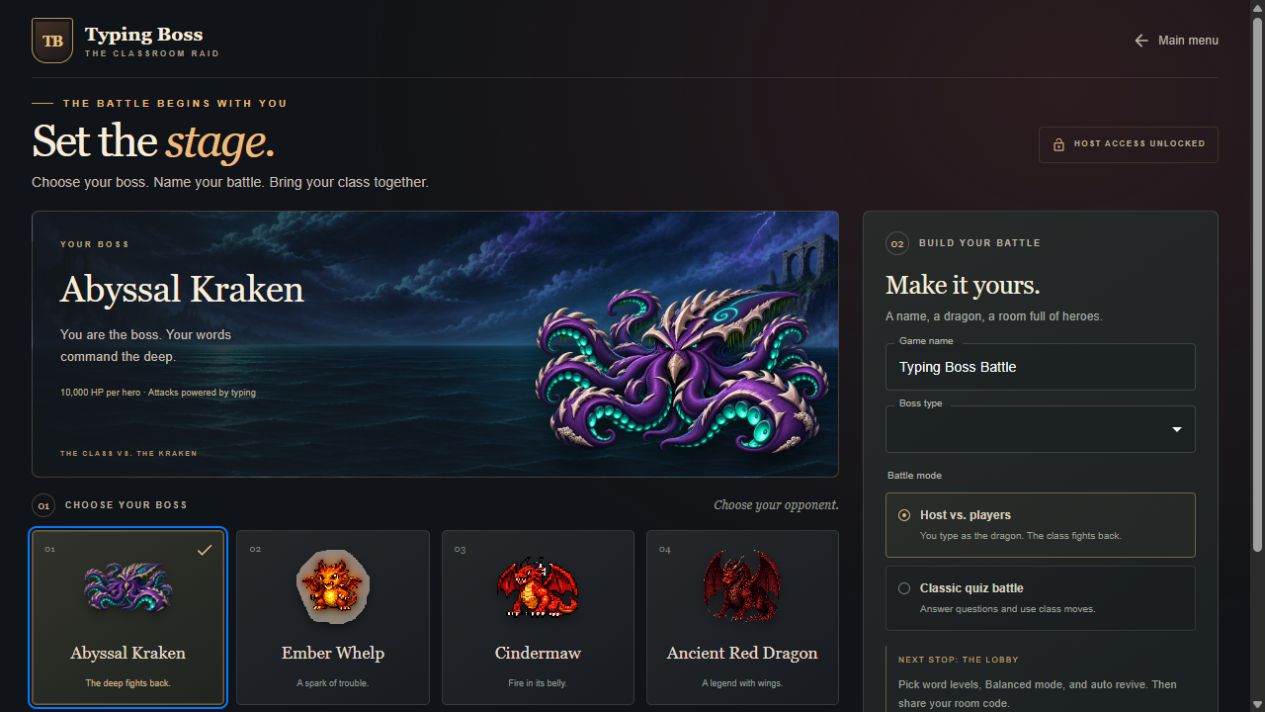 TB
Typing Boss
THE CLASSROOM RAID
Main menu
THE BATTLE BEGINS WITH YOU
Set the stage.
Choose your boss. Name your battle. Bring your class together.
HOST ACCESS UNLOCKED
YOUR BOSS
Abyssal Kraken
You are the boss. Your words
command the deep.
10,000 HP per hero · Attacks powered by typing
THE CLASS VS. THE KRAKEN
01 CHOOSE YOUR BOSS
Choose your opponent.
01
Abyssal Kraken
The deep fights back.
02
Ember Whelp
A spark of trouble.
03
Cindermaw
Fire in its belly.
04
Ancient Red Dragon
A legend with wings.
02 BUILD YOUR BATTLE
Make it yours.
A name, a dragon, a room full of heroes.
Game name
Typing Boss Battle
Boss type
Battle mode
Host vs. players
You type as the dragon. The class fights back.
Classic quiz battle
Answer questions and use class moves.
NEXT STOP: THE LOBBY
Pick word levels, Balanced mode, and auto revive. Then
share your room code.